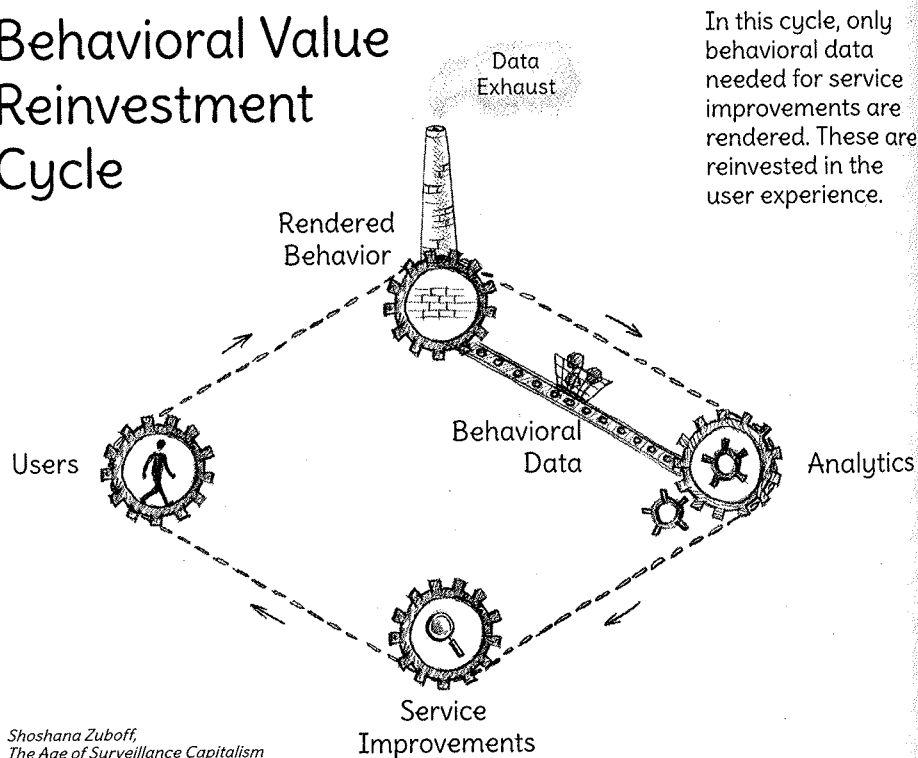 Behavioral Value
Reinvestment
Cycle
In this cycle, only
behavioral data
needed for service
improvements are
rendered. These are
reinvested in the
user experience.
Data
Exhaust
Rendered
Behavior
Behavioral
Data
Users
Analytics
Service
Improvements
Shoshana Zuboff,
The Age of Surveillance Capitalism